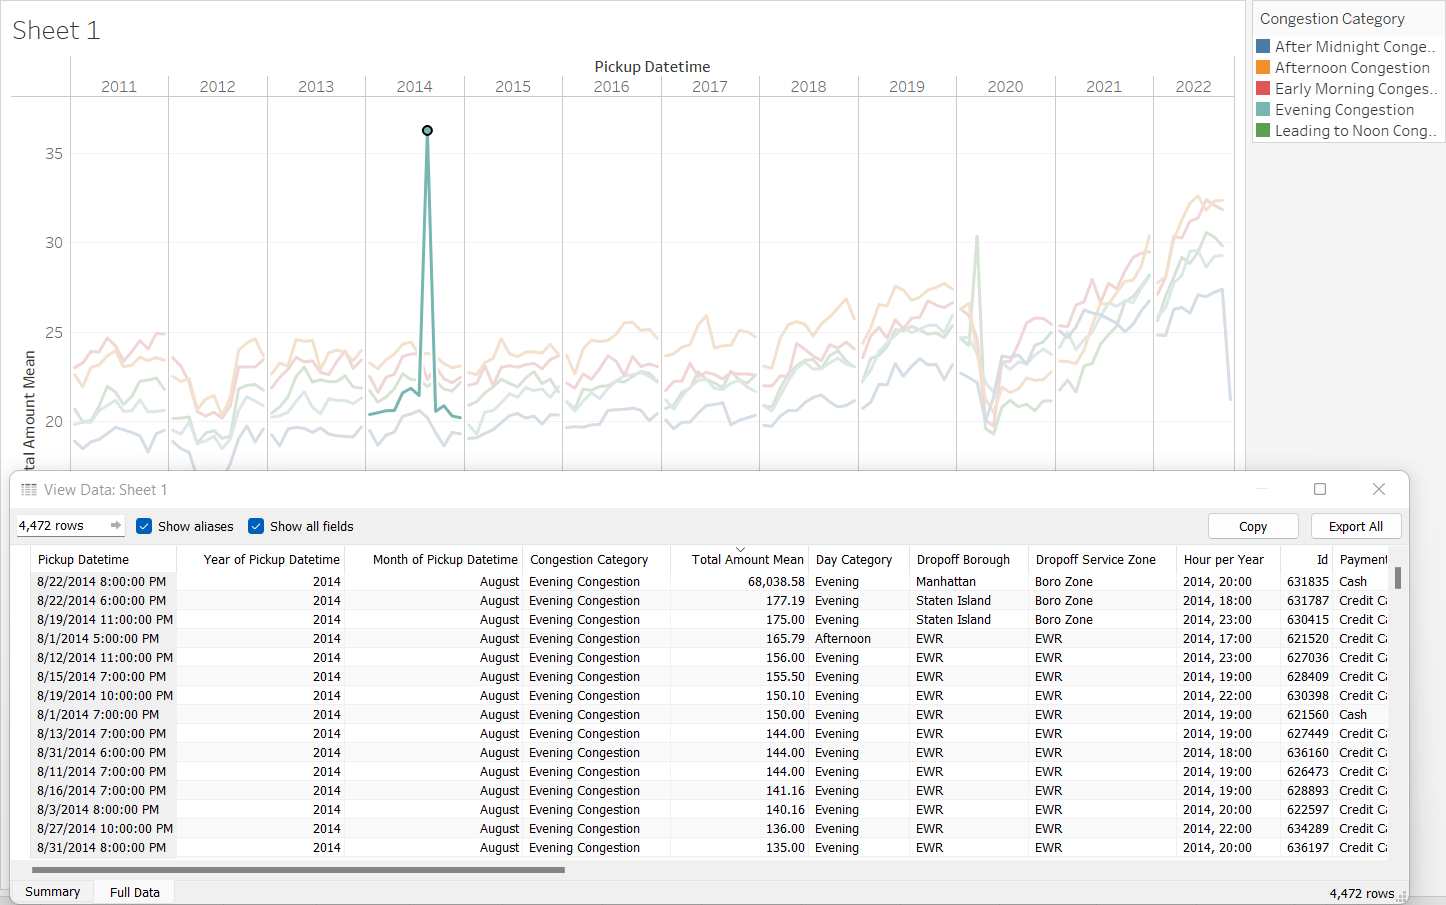 Sheet 1
Pickup Datetime
2011 2012 2013 2014 2015 2016 2017 2018 2019 2020 2021 2022
35
30
25
20
tal Amount Mean
Congestion Category
After Midnight Conge..
Afternoon Congestion
Early Morning Conges..
Evening Congestion
Leading to Noon Cong..
View Data: Sheet 1
4,472 rows Show aliases Show all fields Copy Export All
Pickup Datetime Year of Pickup Datetime Month of Pickup Datetime Congestion Category Total Amount Mean Day Category Dropoff Borough Dropoff Service Zone Hour per Year Id Payment
8/22/2014 8:00:00 PM 2014 August Evening Congestion 68,038.58 Evening Manhattan Boro Zone 2014, 20:00 631835 Cash
8/22/2014 6:00:00 PM 2014 August Evening Congestion 177.19 Evening Staten Island Boro Zone 2014, 18:00 631787 Credit Ca
8/19/2014 11:00:00 PM 2014 August Evening Congestion 175.00 Evening Staten Island Boro Zone 2014, 23:00 630415 Credit Ca
8/1/2014 5:00:00 PM 2014 August Evening Congestion 165.79 Afternoon EWR EWR 2014, 17:00 621520 Credit Ca
8/12/2014 11:00:00 PM 2014 August Evening Congestion 156.00 Evening EWR EWR 2014, 23:00 627036 Credit Ca
8/15/2014 7:00:00 PM 2014 August Evening Congestion 155.50 Evening EWR EWR 2014, 19:00 628409 Credit Ca
8/19/2014 10:00:00 PM 2014 August Evening Congestion 150.10 Evening EWR EWR 2014, 22:00 630398 Credit Ca
8/1/2014 7:00:00 PM 2014 August Evening Congestion 150.00 Evening EWR EWR 2014, 19:00 621560 Cash
8/13/2014 7:00:00 PM 2014 August Evening Congestion 144.00 Evening EWR EWR 2014, 19:00 627449 Credit Ca
8/31/2014 6:00:00 PM 2014 August Evening Congestion 144.00 Evening EWR EWR 2014, 18:00 636160 Credit Ca
8/11/2014 7:00:00 PM 2014 August Evening Congestion 144.00 Evening EWR EWR 2014, 19:00 626473 Credit Ca
8/16/2014 7:00:00 PM 2014 August Evening Congestion 141.16 Evening EWR EWR 2014, 19:00 628893 Credit Ca
8/3/2014 8:00:00 PM 2014 August Evening Congestion 140.16 Evening EWR EWR 2014, 20:00 622597 Credit Ca
8/27/2014 10:00:00 PM 2014 August Evening Congestion 136.00 Evening EWR EWR 2014, 22:00 634289 Credit Ca
8/31/2014 8:00:00 PM 2014 August Evening Congestion 135.00 Evening EWR EWR 2014, 20:00 636197 Credit Ca
Summary Full Data 4,472 rows